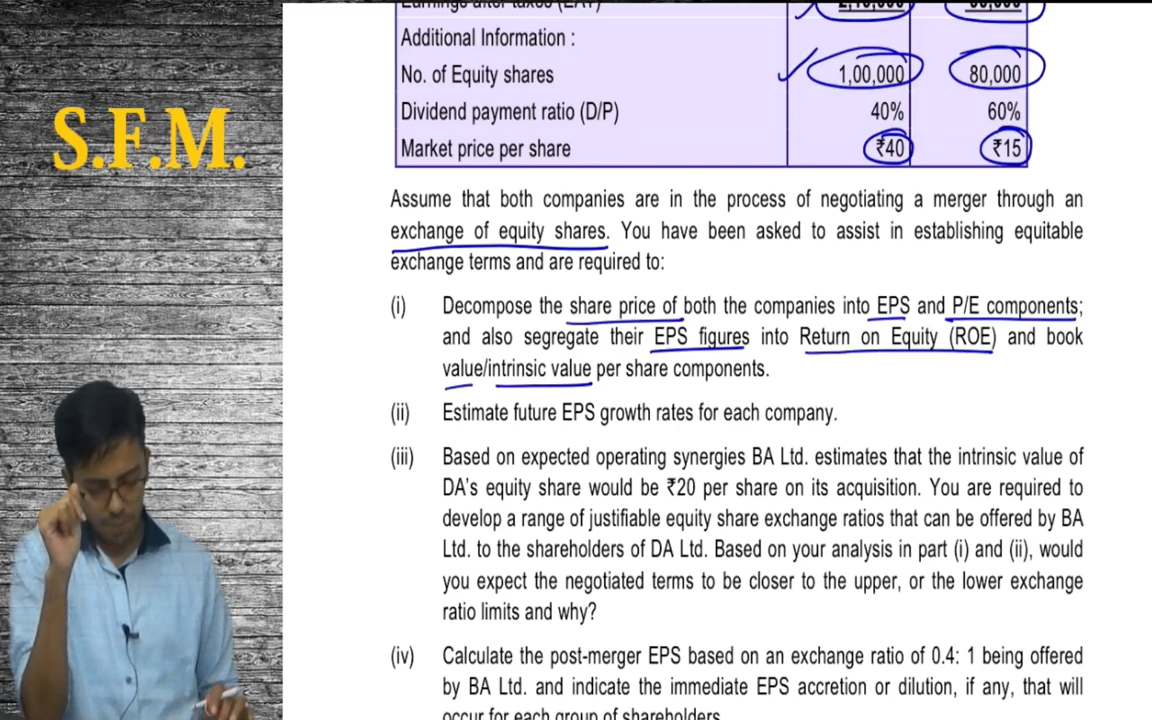 S.F.M.
Earnings after taxes (EAT)
Additional Information :
No. of Equity shares 1,00,000 80,000
Dividend payment ratio (D/P) 40% 60%
Market price per share ₹40 ₹15
Assume that both companies are in the process of negotiating a merger through an
exchange of equity shares. You have been asked to assist in establishing equitable
exchange terms and are required to:
(i) Decompose the share price of both the companies into EPS and P/E components;
and also segregate their EPS figures into Return on Equity (ROE) and book
value/intrinsic value per share components.
(ii) Estimate future EPS growth rates for each company.
(iii) Based on expected operating synergies BA Ltd. estimates that the intrinsic value of
DA's equity share would be ₹20 per share on its acquisition. You are required to
develop a range of justifiable equity share exchange ratios that can be offered by BA
Ltd. to the shareholders of DA Ltd. Based on your analysis in part (i) and (ii), would
you expect the negotiated terms to be closer to the upper, or the lower exchange
ratio limits and why?
(iv) Calculate the post-merger EPS based on an exchange ratio of 0.4: 1 being offered
by BA Ltd. and indicate the immediate EPS accretion or dilution, if any, that will
occur for each group of shareholders.